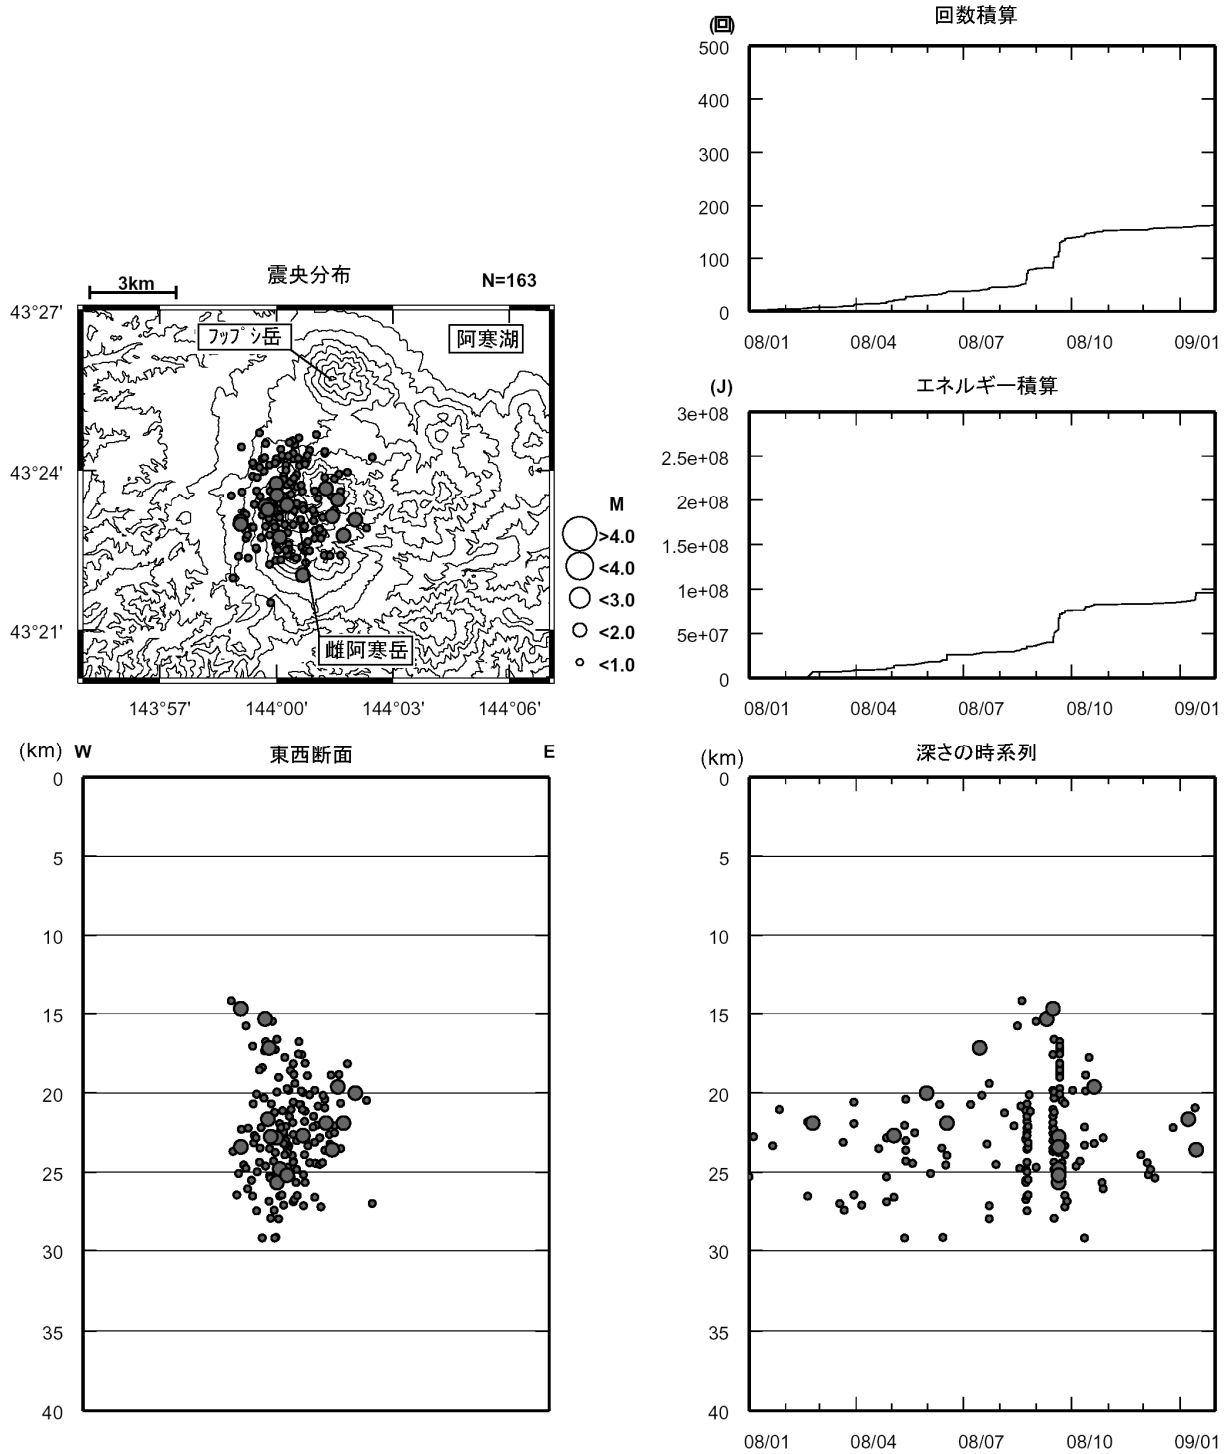 回数積算
(回)
500
400
300
200
100
0
08/01 08/04 08/07 08/10 09/01
震央分布
3km
N=163
43°27'
43°24'
43°21'
ﾌｯﾌﾟｼ岳
阿寒湖
雌阿寒岳
143°57' 144°00' 144°03' 144°06'
M
>4.0
<4.0
<3.0
<2.0
<1.0
エネルギー積算
(J)
3e+08
2.5e+08
2e+08
1.5e+08
1e+08
5e+07
0
08/01 08/04 08/07 08/10 09/01
東西断面
(km) W E
0
5
10
15
20
25
30
35
40
深さの時系列
(km)
0
5
10
15
20
25
30
35
40
08/01 08/04 08/07 08/10 09/01